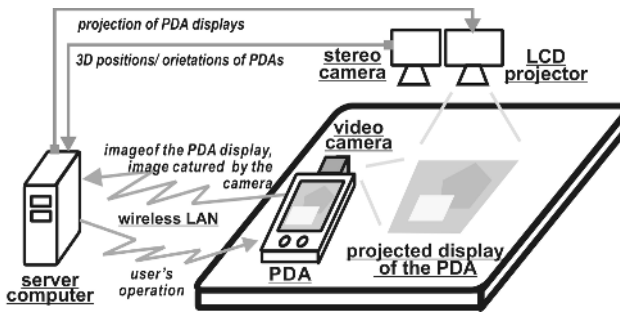 projection of PDA displays
3D positions/ orietations of PDAs
stereo
camera
LCD
projector
video
camera
imageof the PDA display,
image catured by the
camera
wireless LAN
user's
operation
server
computer
PDA
projected display
of the PDA